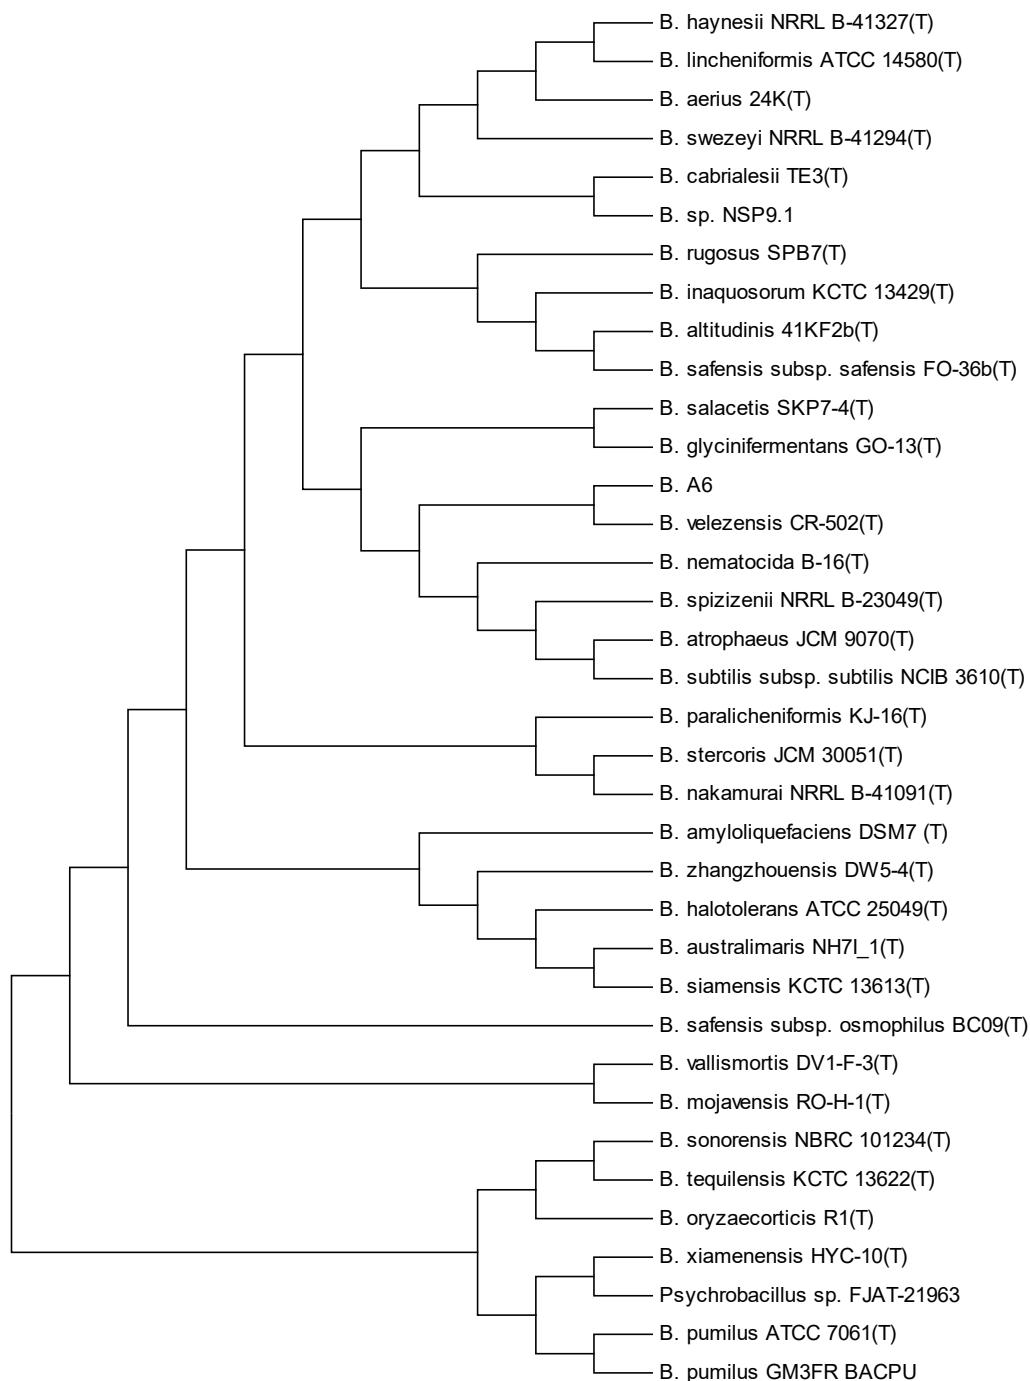 B. haynesii NRRL B-41327(T)
B. lincheniformis ATCC 14580(T)
B. aerius 24K(T)
B. swezeyi NRRL B-41294(T)
B. cabrialesii TE3(T)
B. sp. NSP9.1
B. rugosus SPB7(T)
B. inaquosorum KCTC 13429(T)
B. altitudinis 41KF2b(T)
B. safensis subsp. safensis FO-36b(T)
B. salacetis SKP7-4(T)
B. glycinifermentans GO-13(T)
B. A6
B. velezensis CR-502(T)
B. nematocida B-16(T)
B. spizizenii NRRL B-23049(T)
B. atrophaeus JCM 9070(T)
B. subtilis subsp. subtilis NCIB 3610(T)
B. paralicheniformis KJ-16(T)
B. stercoris JCM 30051(T)
B. nakamurai NRRL B-41091(T)
B. amyloliquefaciens DSM7 (T)
B. zhangzhouensis DW5-4(T)
B. halotolerans ATCC 25049(T)
B. australimaris NH7I_1(T)
B. siamensis KCTC 13613(T)
B. safensis subsp. osmophilus BC09(T)
B. vallismortis DV1-F-3(T)
B. mojavensis RO-H-1(T)
B. sonorensis NBRC 101234(T)
B. tequilensis KCTC 13622(T)
B. oryzaecorticis R1(T)
B. xiamenensis HYC-10(T)
Psychrobacillus sp. FJAT-21963
B. pumilus ATCC 7061(T)
B. pumilus GM3FR BACPU